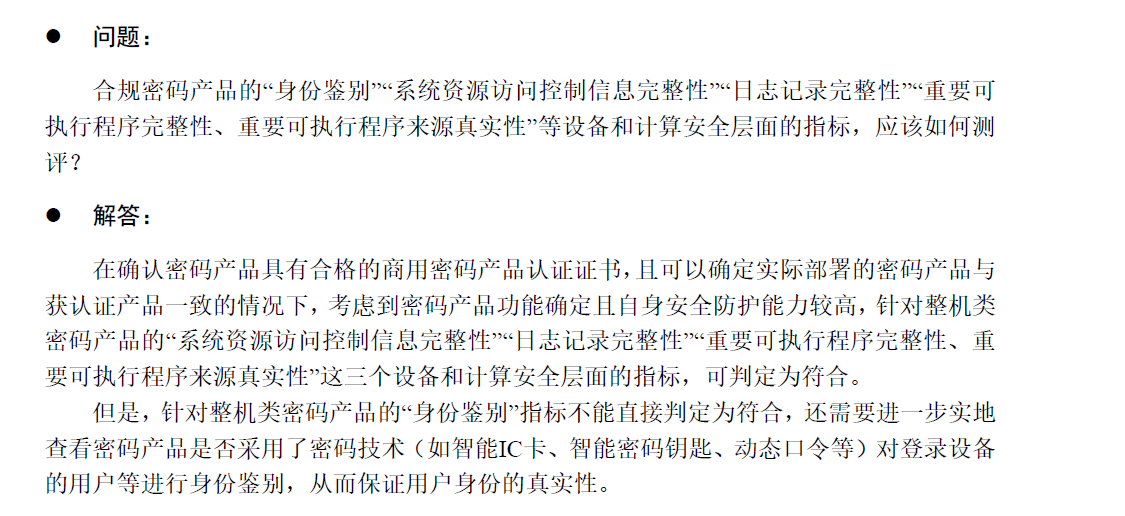 ● 问题：
合规密码产品的“身份鉴别”“系统资源访问控制信息完整性”“日志记录完整性”“重要可
执行程序完整性、重要可执行程序来源真实性”等设备和计算安全层面的指标，应该如何测
评？
● 解答：
在确认密码产品具有合格的商用密码产品认证证书，且可以确定实际部署的密码产品与
获认证产品一致的情况下，考虑到密码产品功能确定且自身安全防护能力较高，针对整机类
密码产品的“系统资源访问控制信息完整性”“日志记录完整性”“重要可执行程序完整性、重
要可执行程序来源真实性”这三个设备和计算安全层面的指标，可判定为符合。
但是，针对整机类密码产品的“身份鉴别”指标不能直接判定为符合，还需要进一步实地
查看密码产品是否采用了密码技术（如智能IC卡、智能密码钥匙、动态口令等）对登录设备
的用户等进行身份鉴别，从而保证用户身份的真实性。